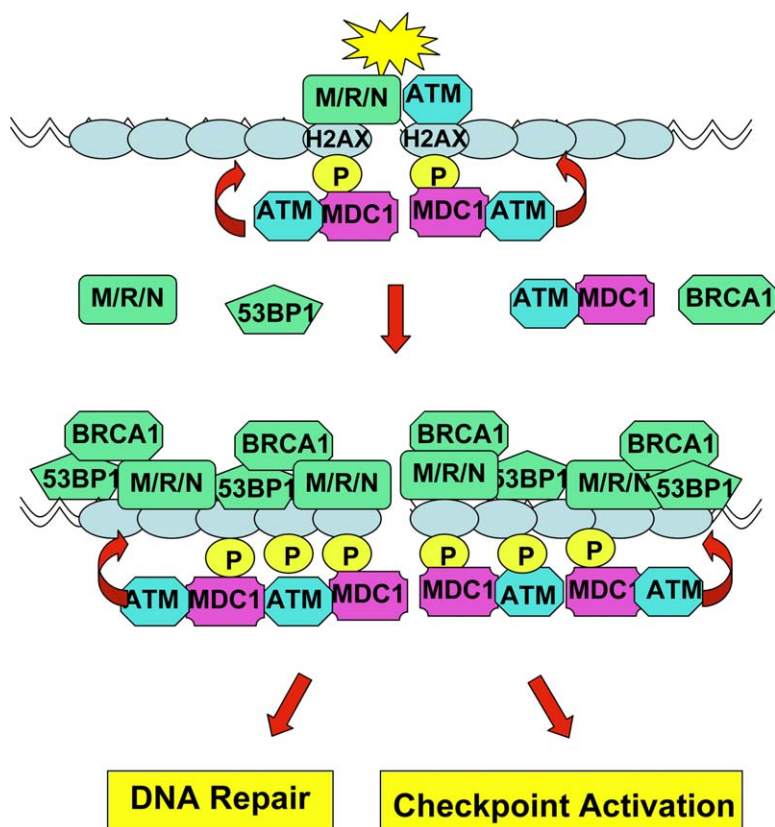 M/R/N ATM
H2AX H2AX
P P
ATM MDC1 MDC1 ATM
M/R/N 53BP1 ATM MDC1 BRCA1
BRCA1 BRCA1 BRCA1 BRCA1
53BP1 M/R/N 53BP1 M/R/N M/R/N 53BP1 M/R/N 53BP1
P P P P P P
ATM MDC1 ATM MDC1 MDC1 ATM MDC1 ATM
DNA Repair Checkpoint Activation